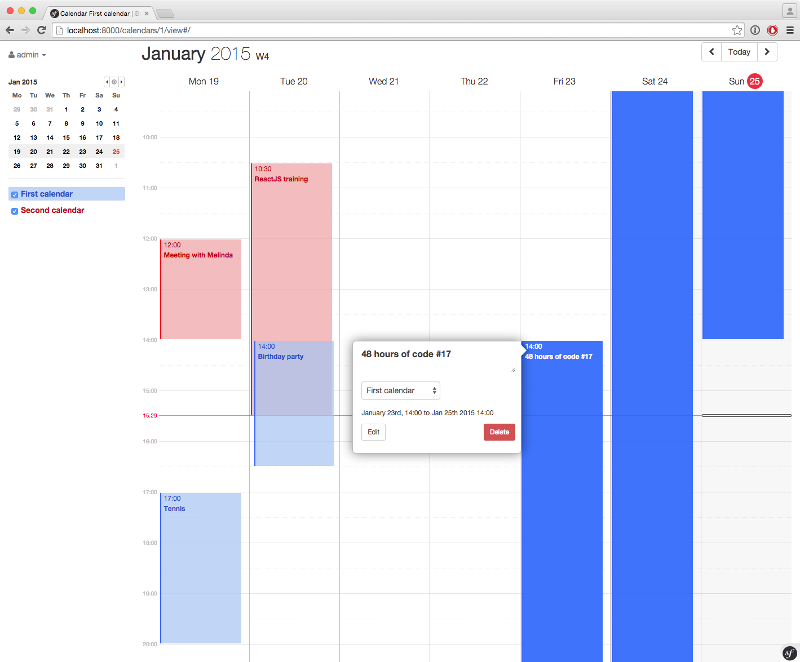 Calendar First calendar | B
localhost:8000/calendars/1/view#/
admin
January 2015 W4
Today
Jan 2015
Mo Tu We Th Fr Sa Su
29 30 31 1 2 3 4
5 6 7 8 9 10 11
12 13 14 15 16 17 18
19 20 21 22 23 24 25
26 27 28 29 30 31 1
First calendar
Second calendar
Mon 19 Tue 20 Wed 21 Thu 22 Fri 23 Sat 24 Sun 25
10:00
10:30
ReactJS training
11:00
12:00
12:00
Meeting with Melinda
13:00
14:00
14:00
Birthday party
48 hours of code #17
First calendar
January 23rd, 14:00 to Jan 25th 2015 14:00
Edit
Delete
14:00
48 hours of code #17
15:00
17:00
17:00
Tennis
18:00
19:00
20:00
sf